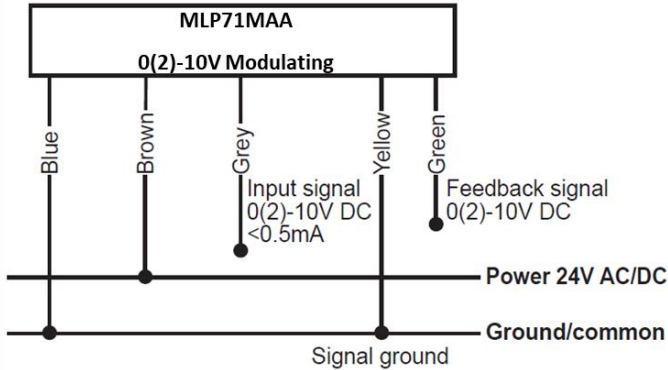 MLP71MAA
0(2)-10V Modulating
Blue
Brown
Grey
Yellow
Green
Input signal
0(2)-10V DC
<0.5mA
Feedback signal
0(2)-10V DC
Power 24V AC/DC
Ground/common
Signal ground